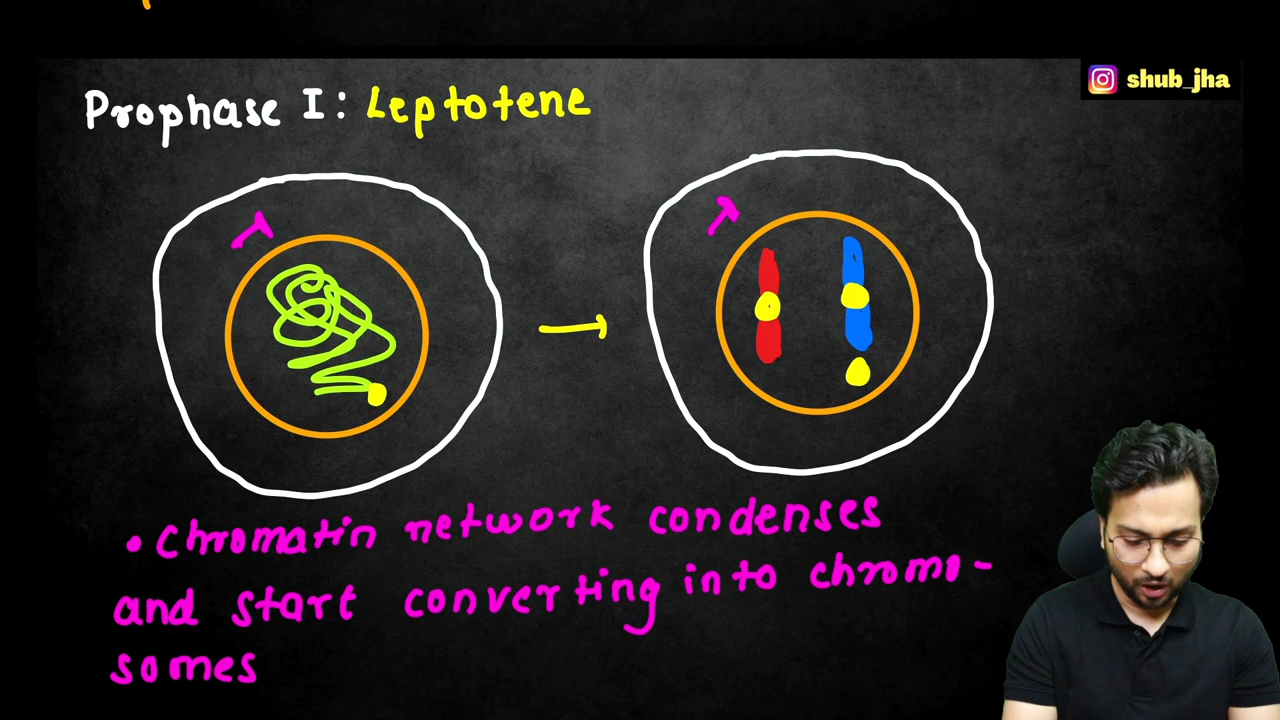 shub_jha
Prophase I: Leptotene
• Chromatin network condenses
and start converting into chromo-
somes